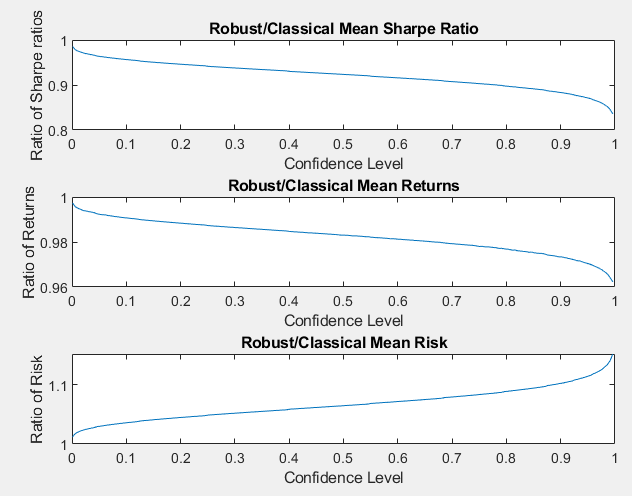 Robust/Classical Mean Sharpe Ratio
Ratio of Sharpe ratios
1
0.9
0.8
0 0.1 0.2 0.3 0.4 0.5 0.6 0.7 0.8 0.9 1
Confidence Level
Robust/Classical Mean Returns
Ratio of Returns
1
0.98
0.96
0 0.1 0.2 0.3 0.4 0.5 0.6 0.7 0.8 0.9 1
Confidence Level
Robust/Classical Mean Risk
Ratio of Risk
1.1
1
0 0.1 0.2 0.3 0.4 0.5 0.6 0.7 0.8 0.9 1
Confidence Level